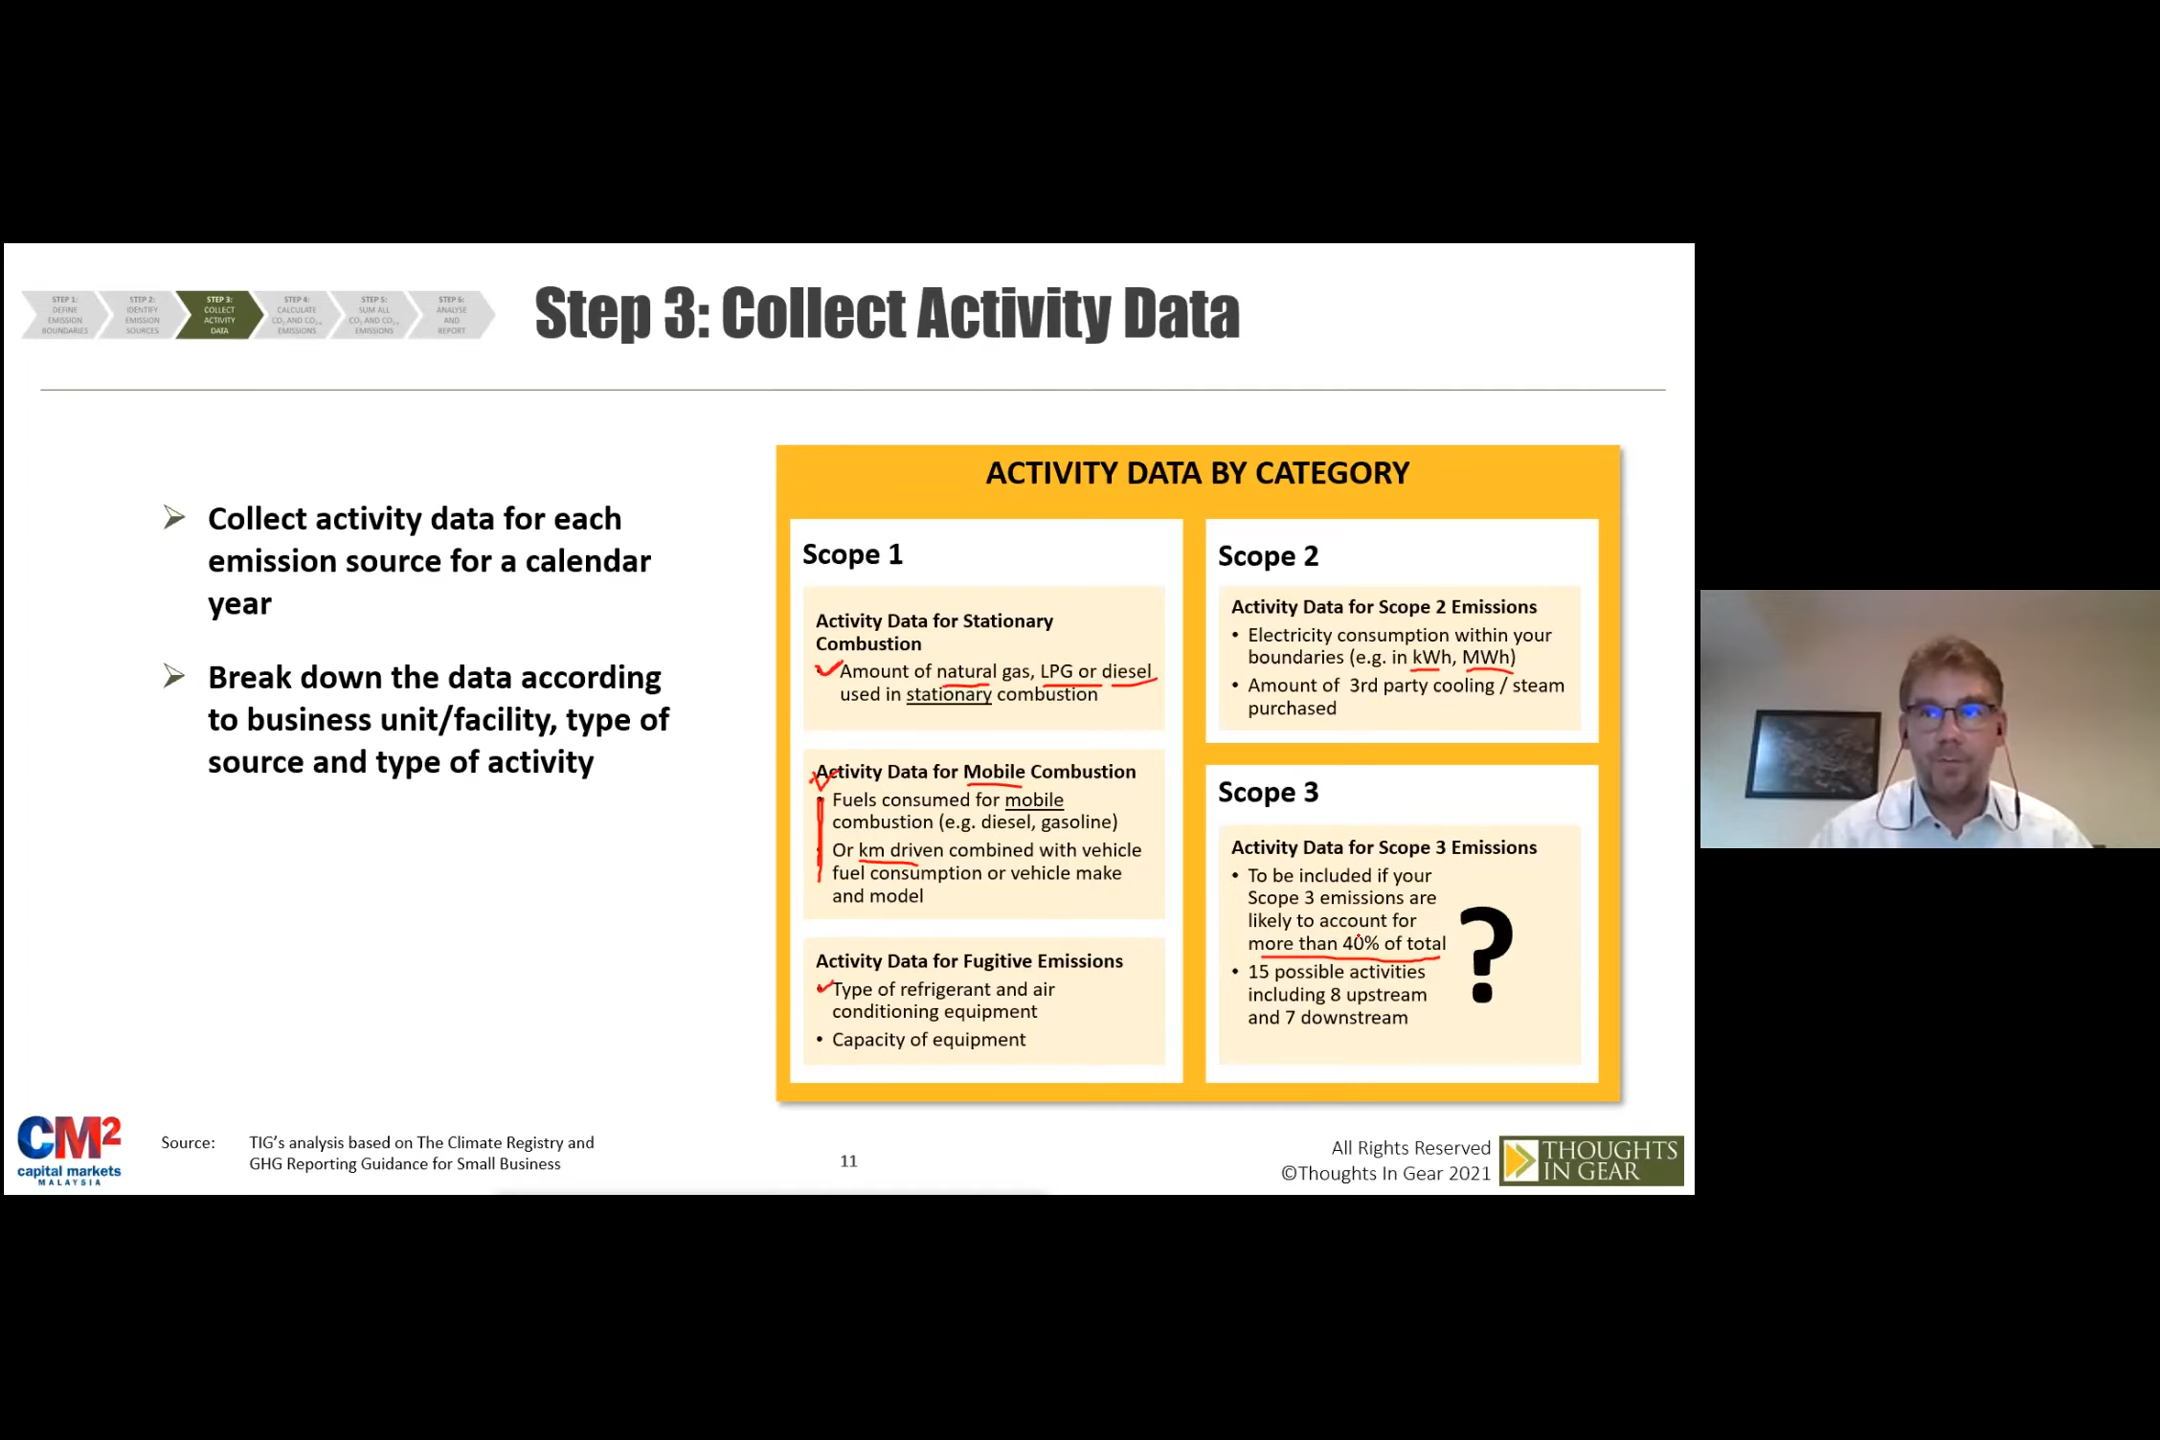 STEP 1:
DEFINE
EMISSION
BOUNDARIES
STEP 2:
IDENTIFY
EMISSION
SOURCES
STEP 3:
COLLECT
ACTIVITY
DATA
STEP 4:
CALCULATE
CO₂ AND CO₂ₑ
EMISSIONS
STEP 5:
SUM ALL
CO₂ AND CO₂ₑ
EMISSIONS
STEP 6:
ANALYSE
AND
REPORT
Step 3: Collect Activity Data
➢ Collect activity data for each
emission source for a calendar
year
➢ Break down the data according
to business unit/facility, type of
source and type of activity
ACTIVITY DATA BY CATEGORY
Scope 1
Activity Data for Stationary
Combustion
Amount of natural gas, LPG or diesel
used in stationary combustion
Activity Data for Mobile Combustion
• Fuels consumed for mobile
combustion (e.g. diesel, gasoline)
• Or km driven combined with vehicle
fuel consumption or vehicle make
and model
Activity Data for Fugitive Emissions
Type of refrigerant and air
conditioning equipment
• Capacity of equipment
Scope 2
Activity Data for Scope 2 Emissions
• Electricity consumption within your
boundaries (e.g. in kWh, MWh)
• Amount of 3rd party cooling / steam
purchased
Scope 3
Activity Data for Scope 3 Emissions
• To be included if your
Scope 3 emissions are
likely to account for
more than 40% of total
• 15 possible activities
including 8 upstream
and 7 downstream
?
CM2
capital markets
MALAYSIA
Source: TIG's analysis based on The Climate Registry and
GHG Reporting Guidance for Small Business
11
All Rights Reserved
©Thoughts In Gear 2021
THOUGHTS
IN GEAR